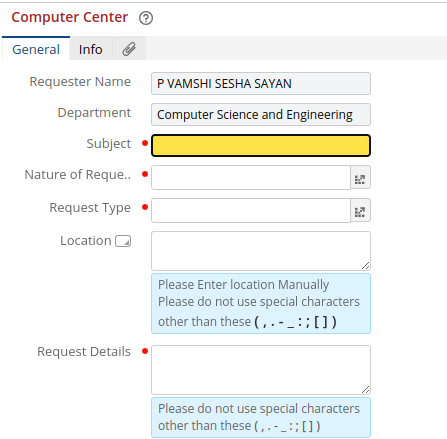 Computer Center ?
General Info
Requester Name P VAMSHI SESHA SAYAN
Department Computer Science and Engineering
Subject
Nature of Reque..
Request Type
Location
Please Enter location Manually
Please do not use special characters
other than these(,.-_:;[])
Request Details
Please do not use special characters
other than these(,.-_:;[])